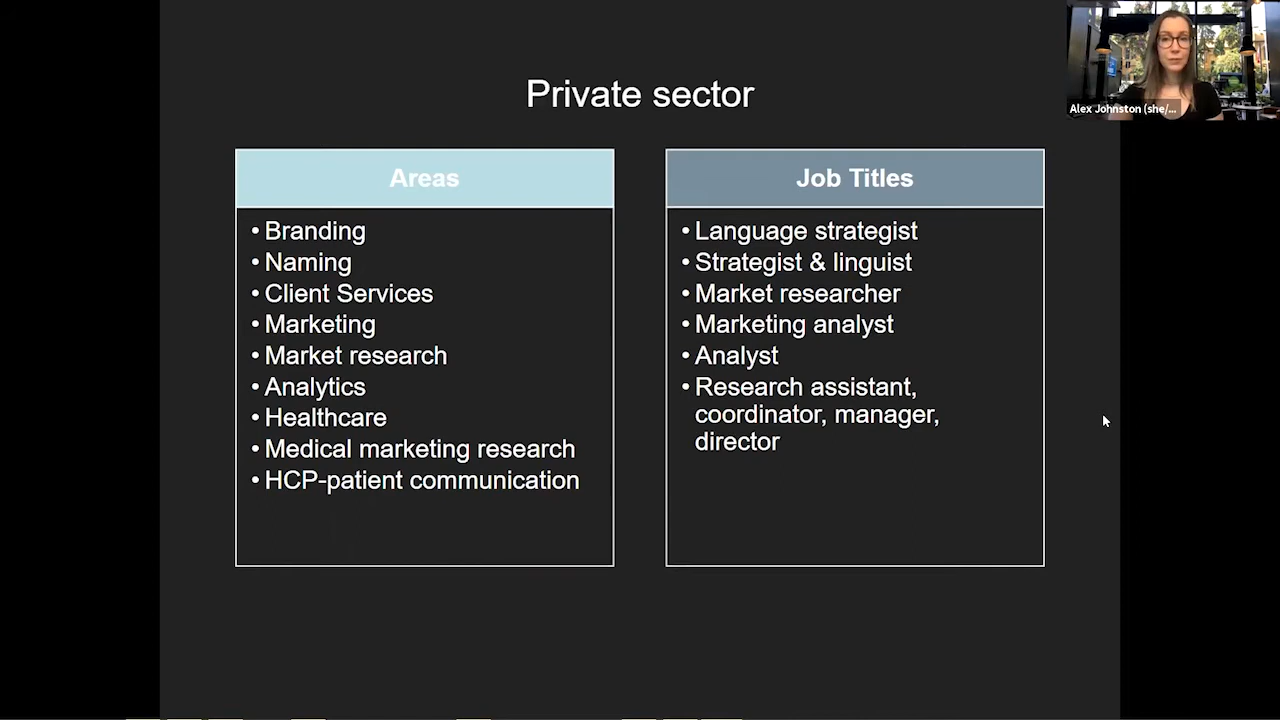 Private sector
Alex Johnston (she/...
Areas
• Branding
• Naming
• Client Services
• Marketing
• Market research
• Analytics
• Healthcare
• Medical marketing research
• HCP-patient communication
Job Titles
• Language strategist
• Strategist & linguist
• Market researcher
• Marketing analyst
• Analyst
• Research assistant,
coordinator, manager,
director